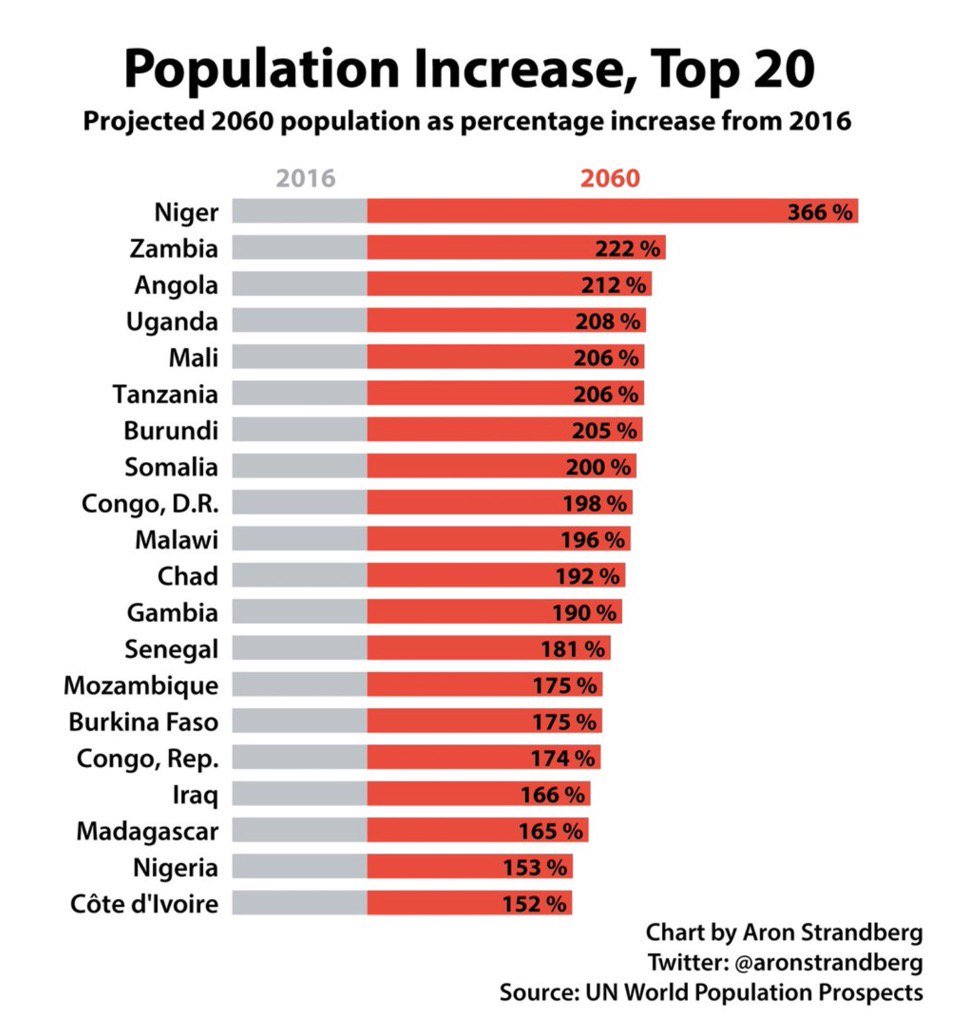 Population Increase, Top 20
Projected 2060 population as percentage increase from 2016
2016 2060
Niger 366 %
Zambia 222 %
Angola 212 %
Uganda 208 %
Mali 206 %
Tanzania 206 %
Burundi 205 %
Somalia 200 %
Congo, D.R. 198 %
Malawi 196 %
Chad 192 %
Gambia 190 %
Senegal 181 %
Mozambique 175 %
Burkina Faso 175 %
Congo, Rep. 174 %
Iraq 166 %
Madagascar 165 %
Nigeria 153 %
Côte d'Ivoire 152 %
Chart by Aron Strandberg
Twitter: @aronstrandberg
Source: UN World Population Prospects